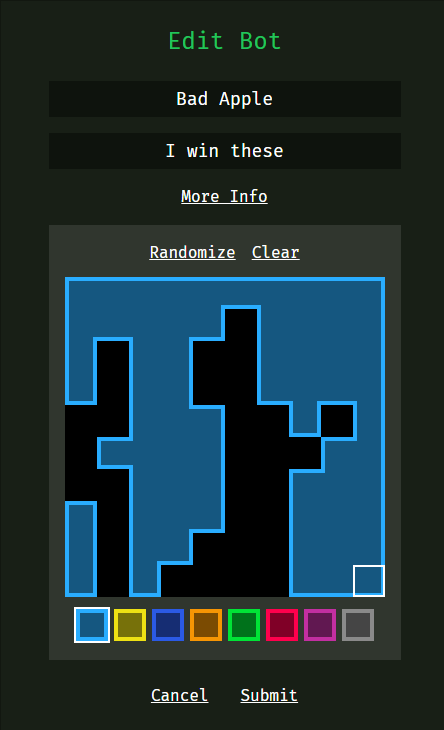 Edit Bot
Bad Apple
I win these
More Info
Randomize Clear
Cancel Submit